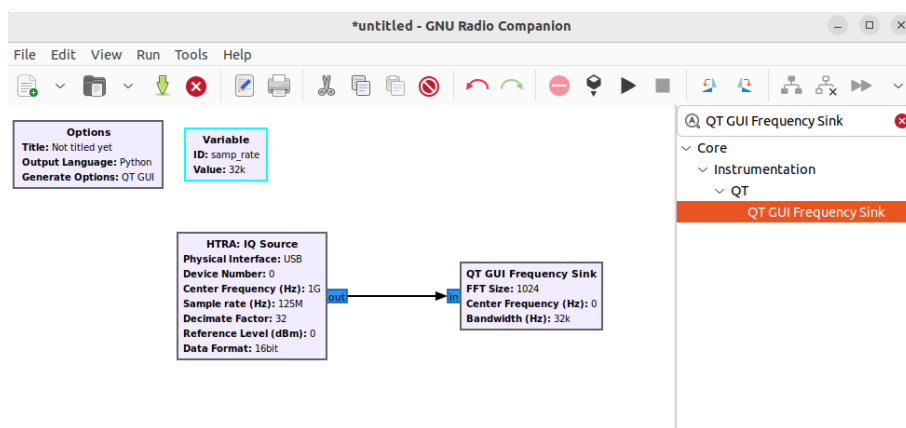 *untitled - GNU Radio Companion
File Edit View Run Tools Help
QT GUI Frequency Sink
Core
Instrumentation
QT
QT GUI Frequency Sink
Options
Title: Not titled yet
Output Language: Python
Generate Options: QT GUI
Variable
ID: samp_rate
Value: 32k
HTRA: IQ Source
Physical Interface: USB
Device Number: 0
Center Frequency (Hz): 1G
Sample rate (Hz): 125M
Decimate Factor: 32
Reference Level (dBm): 0
Data Format: 16bit
out
in
QT GUI Frequency Sink
FFT Size: 1024
Center Frequency (Hz): 0
Bandwidth (Hz): 32k